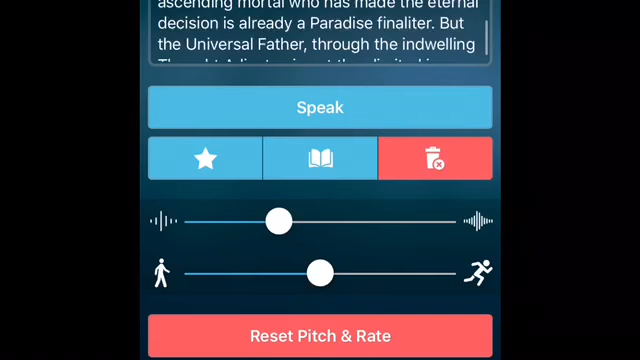 ascending mortal who has made the eternal
decision is already a Paradise finaliter. But
the Universal Father, through the indwelling
Speak
Reset Pitch & Rate